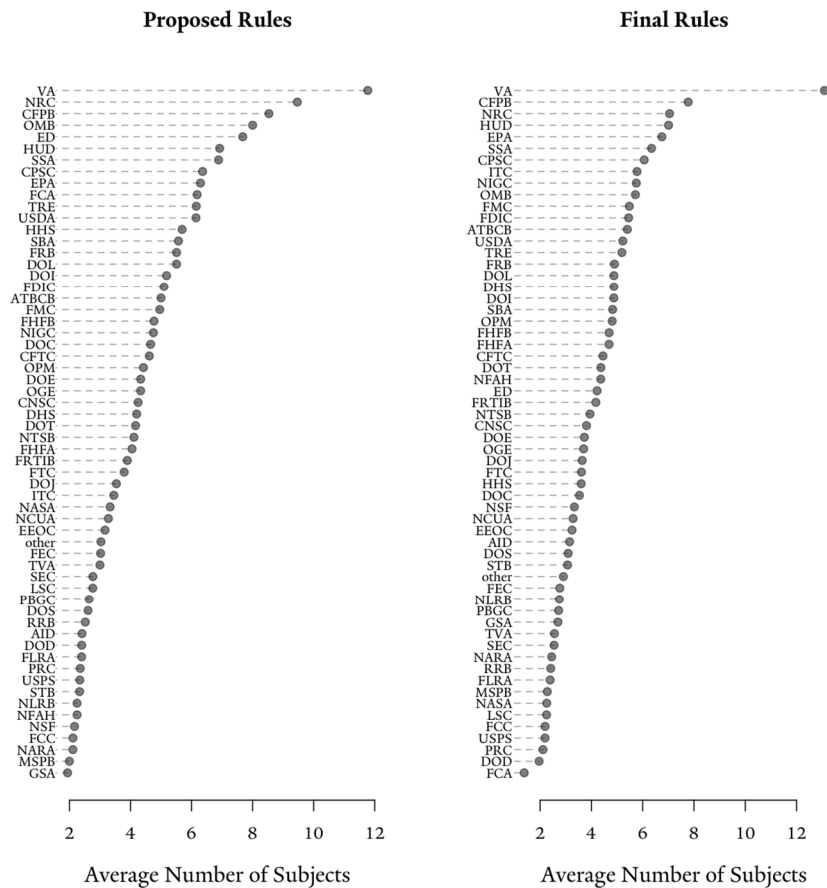 Proposed Rules
VA
NRC
CFPB
OMB
ED
HUD
SSA
CPSC
EPA
FCA
TRE
USDA
HHS
SBA
FRB
DOL
DOI
FDIC
ATBCB
FMC
FHFB
NIGC
DOC
CFTC
OPM
DOE
OGE
CNSC
DHS
DOT
NTSB
FHFA
FRTIB
FTC
DOJ
ITC
NASA
NCUA
EEOC
other
FEC
TVA
SEC
LSC
PBGC
DOS
RRB
AID
DOD
FLRA
PRC
USPS
STB
NLRB
NFAH
NSF
FCC
NARA
MSPB
GSA
2 4 6 8 10 12
Average Number of Subjects
Final Rules
VA
CFPB
NRC
HUD
EPA
SSA
CPSC
ITC
NIGC
OMB
FMC
FDIC
ATBCB
USDA
TRE
FRB
DOL
DHS
DOI
SBA
OPM
FHFB
FHFA
CFTC
DOT
NFAH
ED
FRTIB
NTSB
CNSC
DOE
OGE
DOJ
FTC
HHS
DOC
NSF
NCUA
EEOC
AID
DOS
STB
other
FEC
NLRB
PBGC
GSA
TVA
SEC
NARA
RRB
FLRA
MSPB
NASA
LSC
FCC
USPS
PRC
DOD
FCA
2 4 6 8 10 12
Average Number of Subjects